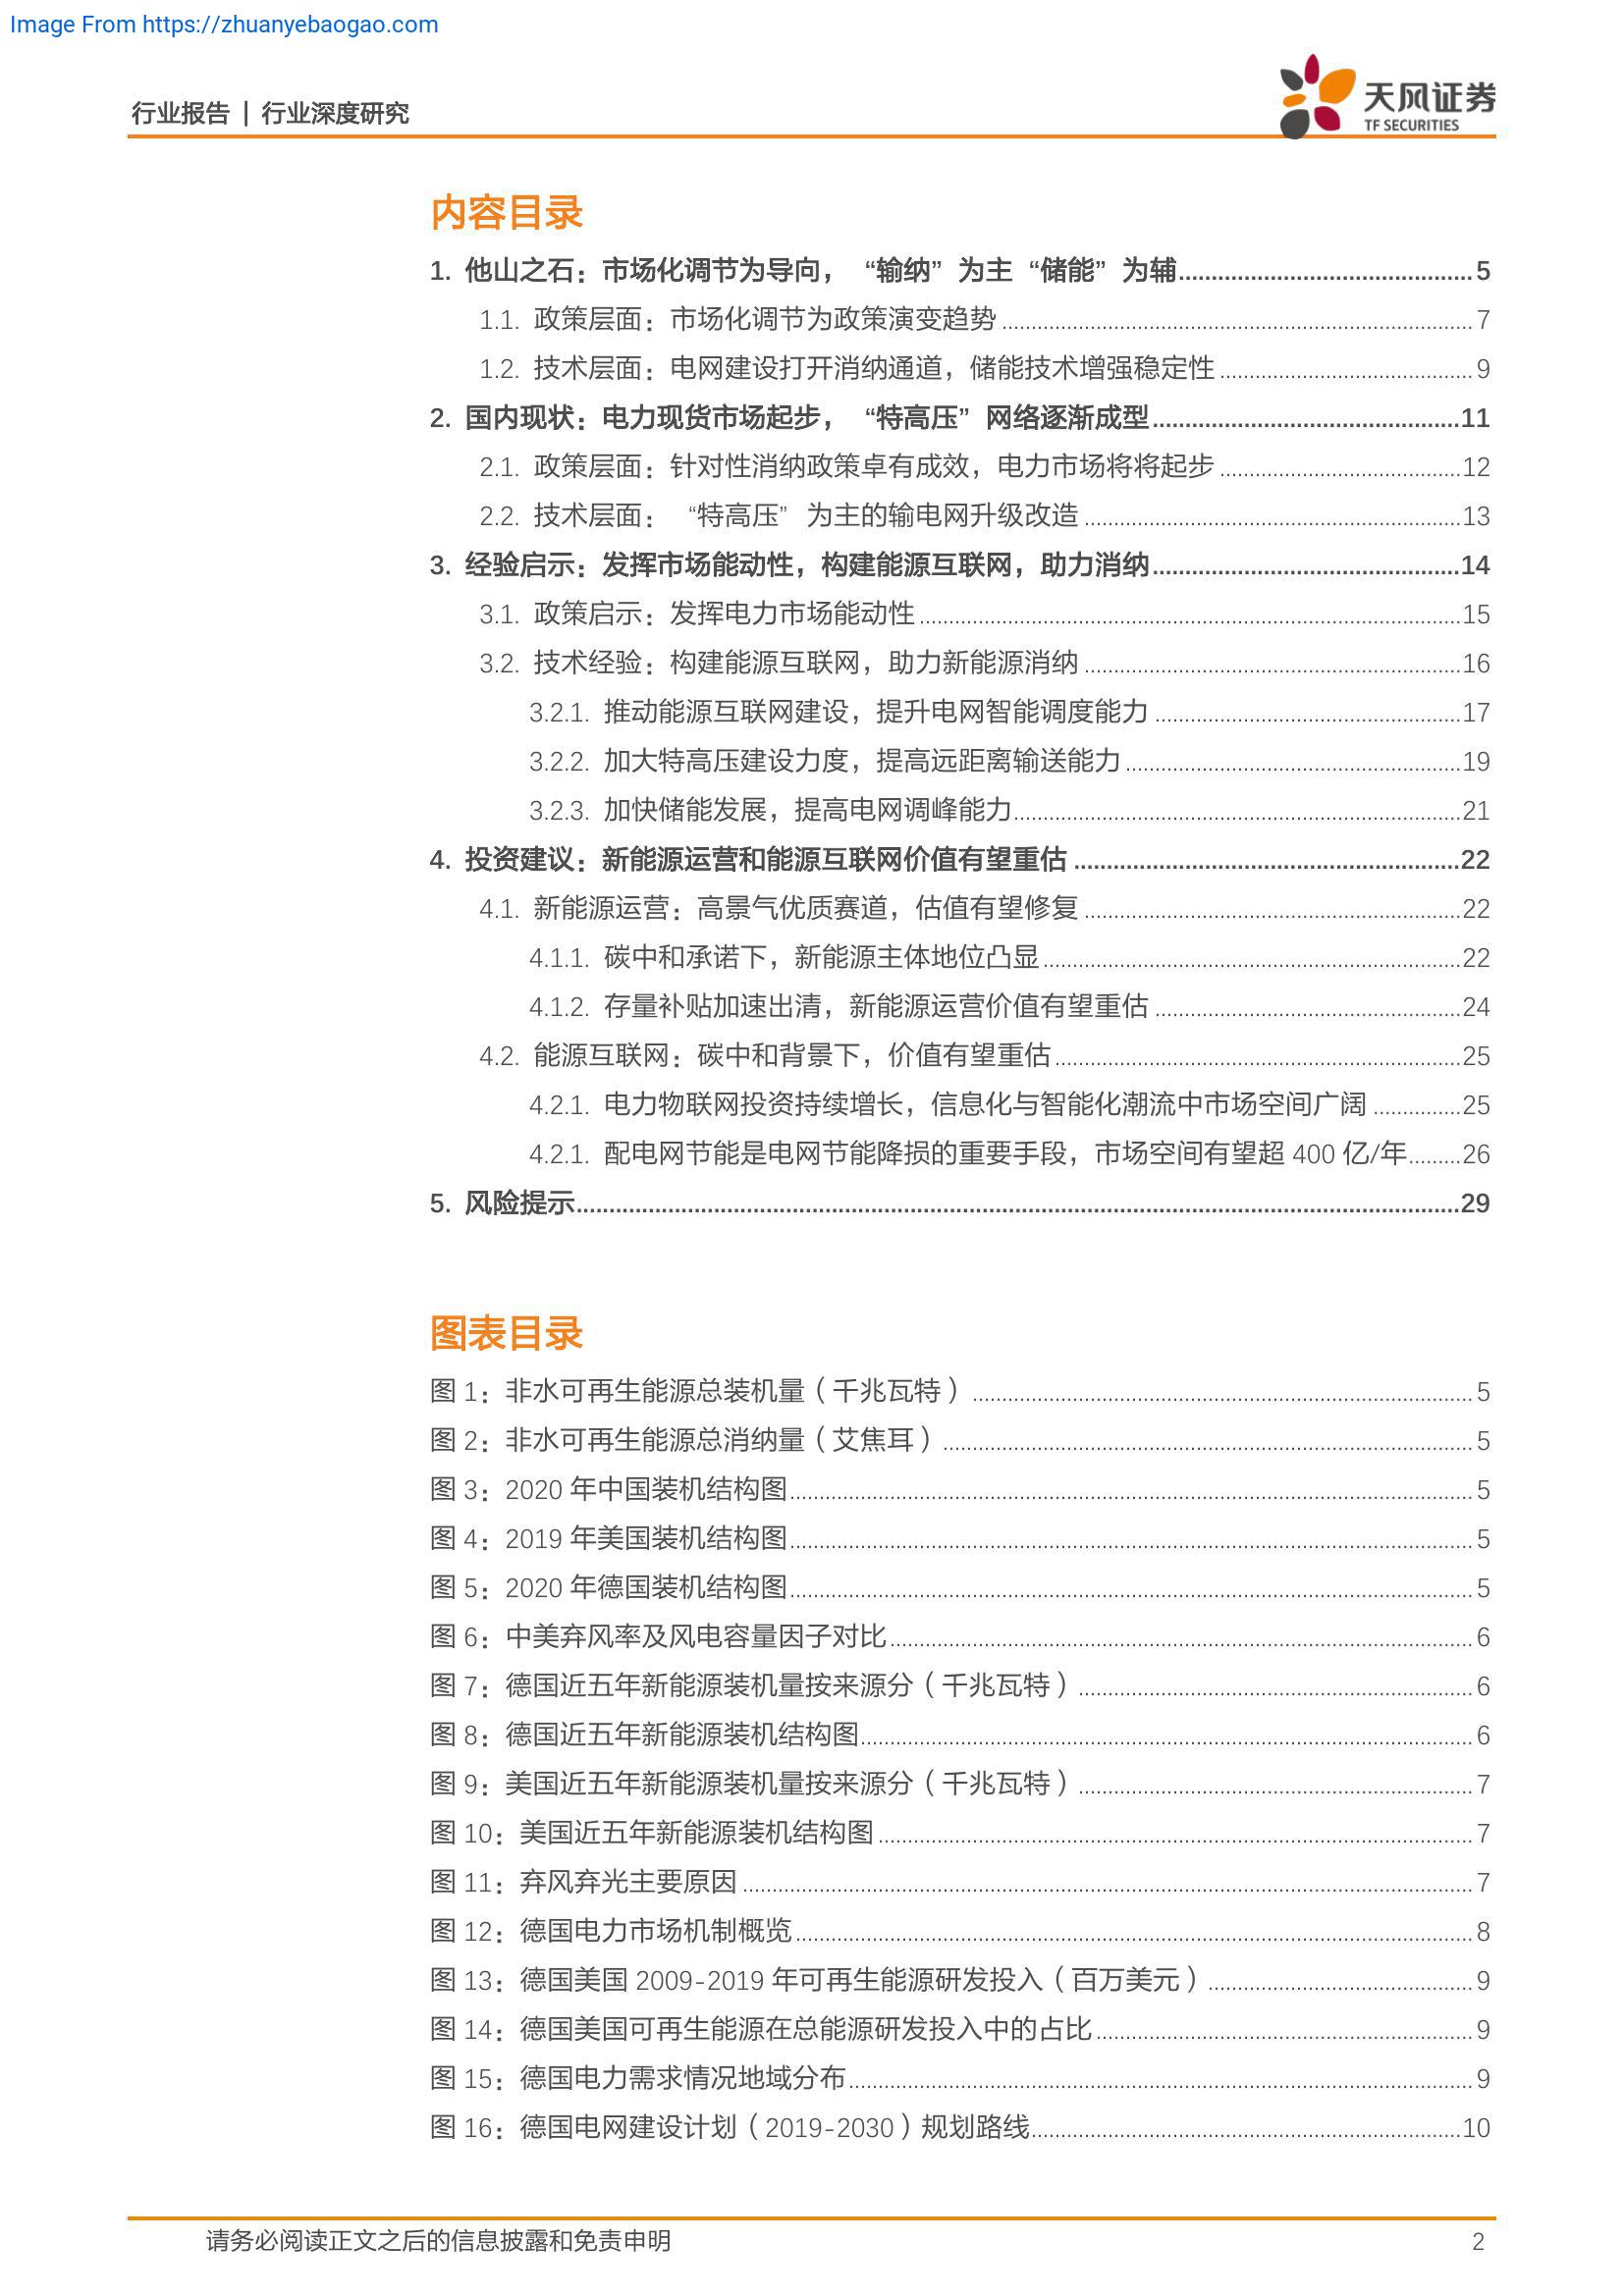 Image From https://zhuanyebaogao.com
行业报告 | 行业深度研究
天风证券
TF SECURITIES
内容目录
1. 他山之石：市场化调节为导向，“输纳”为主“储能”为辅 5
1.1. 政策层面：市场化调节为政策演变趋势 7
1.2. 技术层面：电网建设打开消纳通道，储能技术增强稳定性 9
2. 国内现状：电力现货市场起步，“特高压”网络逐渐成型 11
2.1. 政策层面：针对性消纳政策卓有成效，电力市场将将起步 12
2.2. 技术层面：“特高压”为主的输电网升级改造 13
3. 经验启示：发挥市场能动性，构建能源互联网，助力消纳 14
3.1. 政策启示：发挥电力市场能动性 15
3.2. 技术经验：构建能源互联网，助力新能源消纳 16
3.2.1. 推动能源互联网建设，提升电网智能调度能力 17
3.2.2. 加大特高压建设力度，提高远距离输送能力 19
3.2.3. 加快储能发展，提高电网调峰能力 21
4. 投资建议：新能源运营和能源互联网价值有望重估 22
4.1. 新能源运营：高景气优质赛道，估值有望修复 22
4.1.1. 碳中和承诺下，新能源主体地位凸显 22
4.1.2. 存量补贴加速出清，新能源运营价值有望重估 24
4.2. 能源互联网：碳中和背景下，价值有望重估 25
4.2.1. 电力物联网投资持续增长，信息化与智能化潮流中市场空间广阔 25
4.2.1. 配电网节能是电网节能降损的重要手段，市场空间有望超 400 亿/年 26
5. 风险提示 29
图表目录
图 1：非水可再生能源总装机量（千兆瓦特） 5
图 2：非水可再生能源总消纳量（艾焦耳） 5
图 3：2020 年中国装机结构图 5
图 4：2019 年美国装机结构图 5
图 5：2020 年德国装机结构图 5
图 6：中美弃风率及风电容量因子对比 6
图 7：德国近五年新能源装机量按来源分（千兆瓦特） 6
图 8：德国近五年新能源装机结构图 6
图 9：美国近五年新能源装机量按来源分（千兆瓦特） 7
图 10：美国近五年新能源装机结构图 7
图 11：弃风弃光主要原因 7
图 12：德国电力市场机制概览 8
图 13：德国美国 2009-2019 年可再生能源研发投入（百万美元） 9
图 14：德国美国可再生能源在总能源研发投入中的占比 9
图 15：德国电力需求情况地域分布 9
图 16：德国电网建设计划（2019-2030）规划路线 10
请务必阅读正文之后的信息披露和免责申明 2